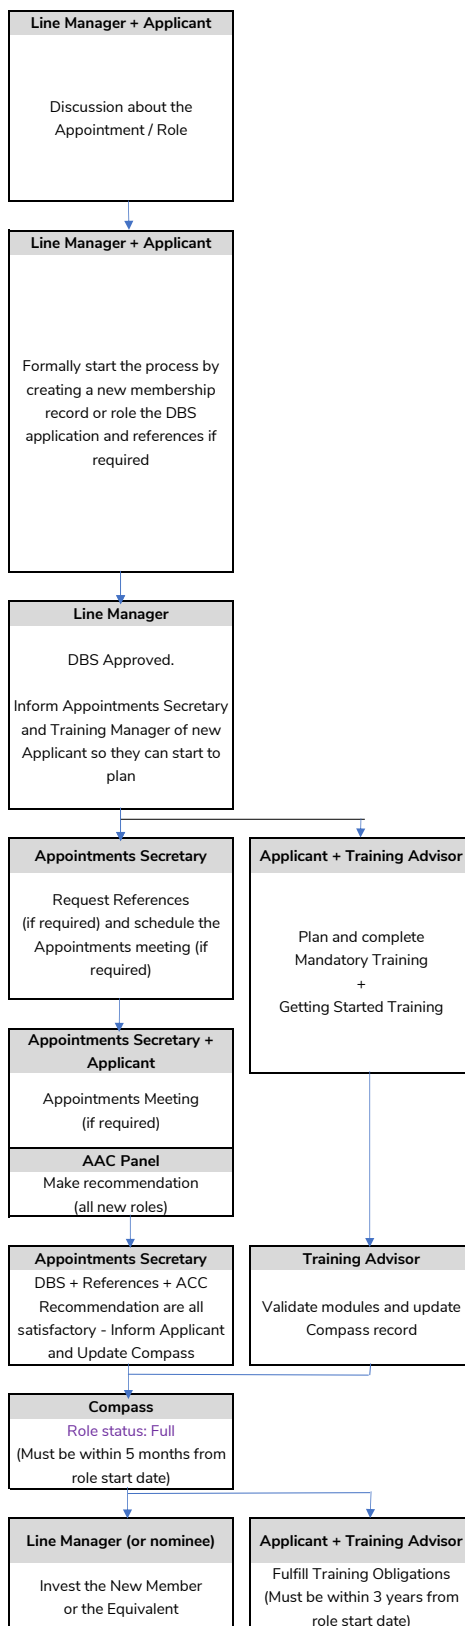 Line Manager + Applicant
Discussion about the
Appointment / Role
Line Manager + Applicant
Formally start the process by
creating a new membership
record or role the DBS
application and references if
required
Line Manager
DBS Approved.
Inform Appointments Secretary
and Training Manager of new
Applicant so they can start to
plan
Appointments Secretary
Request References
(if required) and schedule the
Appointments meeting (if
required)
Applicant + Training Advisor
Plan and complete
Mandatory Training
+
Getting Started Training
Appointments Secretary +
Applicant
Appointments Meeting
(if required)
AAC Panel
Make recommendation
(all new roles)
Appointments Secretary
DBS + References + ACC
Recommendation are all
satisfactory - Inform Applicant
and Update Compass
Training Advisor
Validate modules and update
Compass record
Compass
Role status: Full
(Must be within 5 months from
role start date)
Line Manager (or nominee)
Invest the New Member
or the Equivalent
Applicant + Training Advisor
Fulfill Training Obligations
(Must be within 3 years from
role start date)